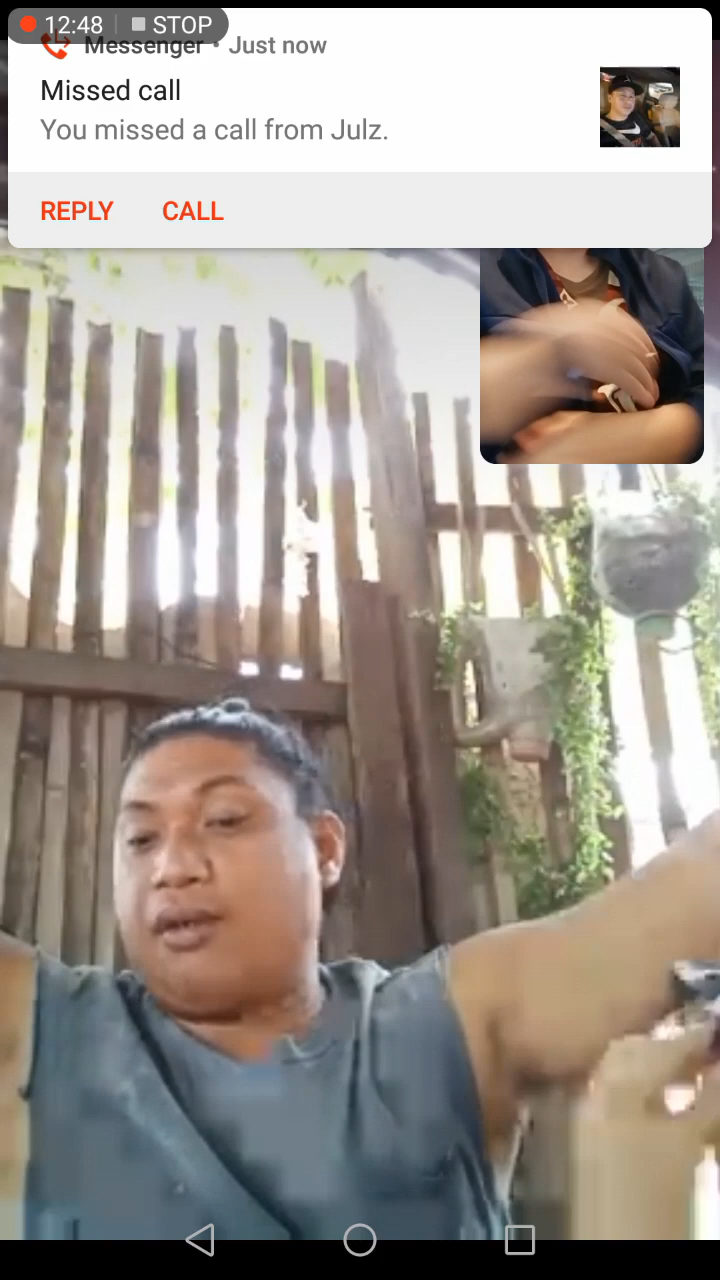 12:48 STOP
Messenger • Just now
Missed call
You missed a call from Julz.
REPLY CALL